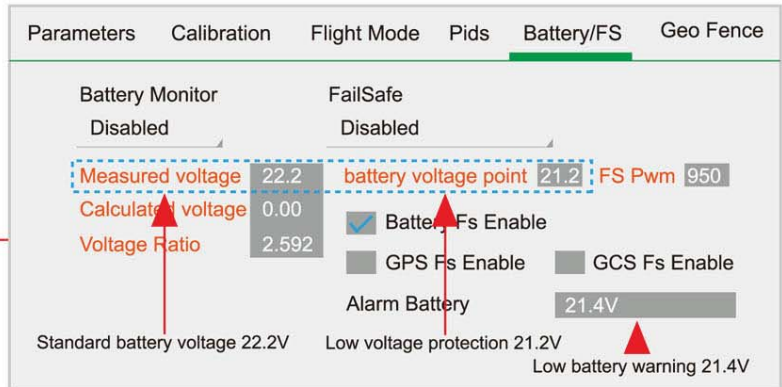 Parameters Calibration Flight Mode Pids Battery/FS Geo Fence
Battery Monitor FailSafe
Disabled Disabled
Measured voltage 22.2 battery voltage point 21.2 FS Pwm 950
Calculated voltage 0.00 Battery Fs Enable
Voltage Ratio 2.592
GPS Fs Enable GCS Fs Enable
Alarm Battery 21.4V
Standard battery voltage 22.2V Low voltage protection 21.2V
Low battery warning 21.4V